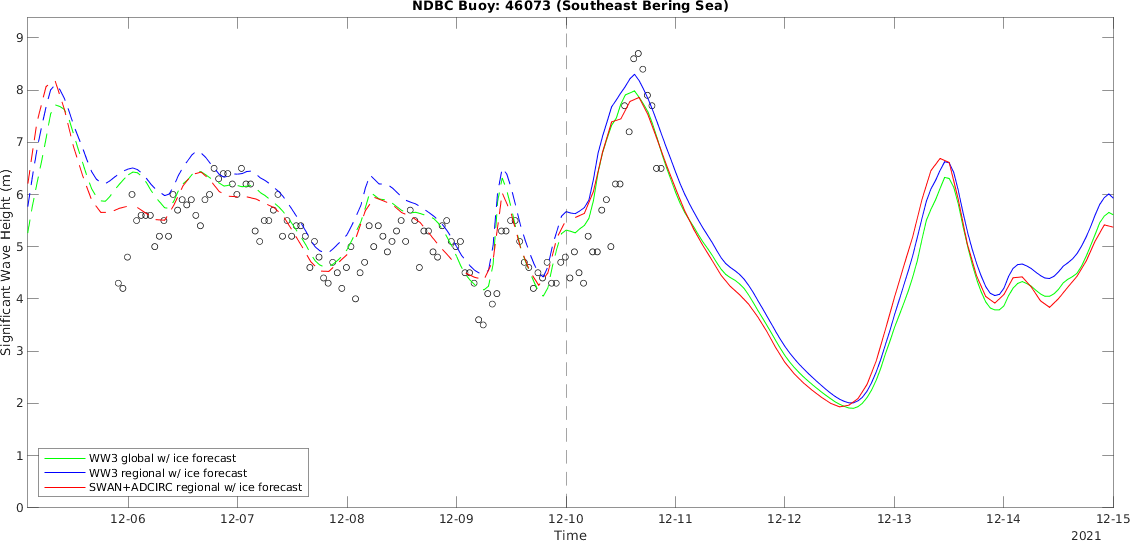 NDBC Buoy: 46073 (Southeast Bering Sea)
9
8
7
6
5
4
3
2
1
0
Significant Wave Height (m)
WW3 global w/ ice forecast
WW3 regional w/ ice forecast
SWAN+ADCIRC regional w/ ice forecast
12-06 12-07 12-08 12-09 12-10 12-11 12-12 12-13 12-14 12-15
Time
2021